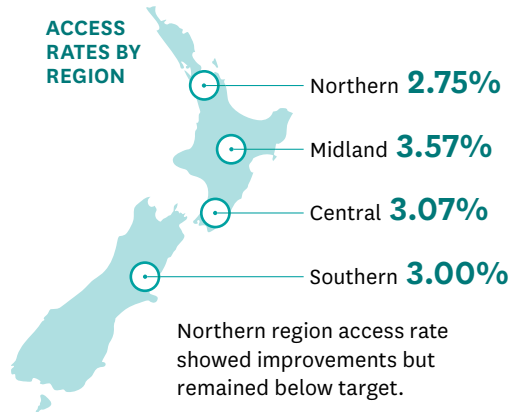 ACCESS
RATES BY
REGION
Northern 2.75%
Midland 3.57%
Central 3.07%
Southern 3.00%
Northern region access rate
showed improvements but
remained below target.